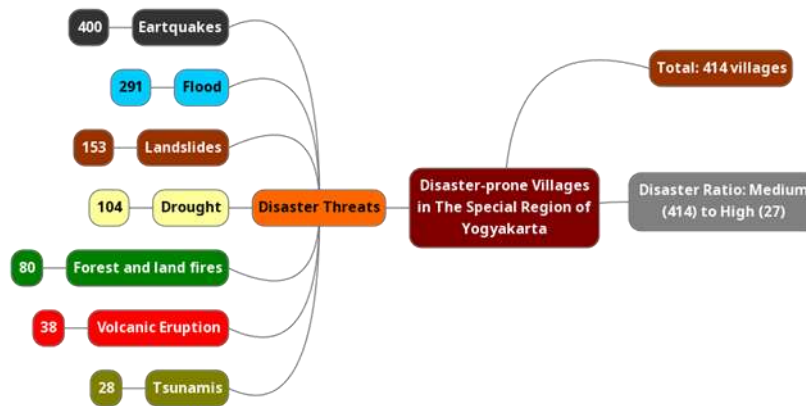 400 Eartquakes
291 Flood
153 Landslides
104 Drought
80 Forest and land fires
38 Volcanic Eruption
28 Tsunamis
Disaster Threats
Disaster-prone Villages
in The Special Region of
Yogyakarta
Total: 414 villages
Disaster Ratio: Medium
(414) to High (27)